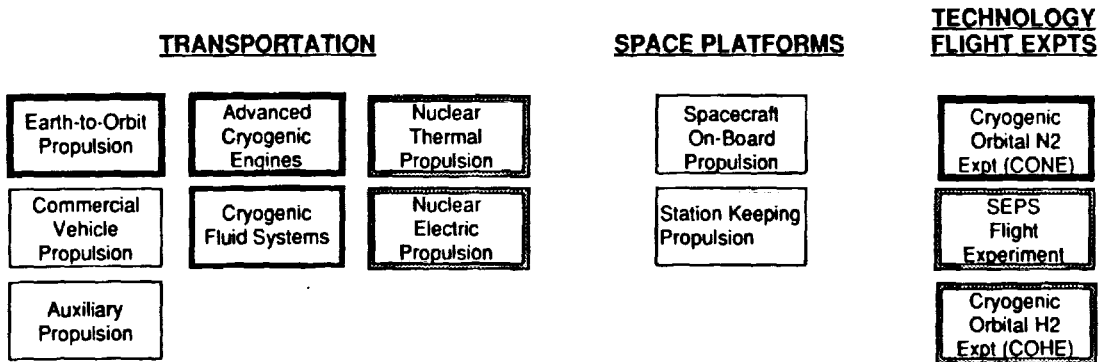 TRANSPORTATION
SPACE PLATFORMS
TECHNOLOGY
FLIGHT EXPTS
Earth-to-Orbit
Propulsion
Advanced
Cryogenic
Engines
Nuclear
Thermal
Propulsion
Spacecraft
On-Board
Propulsion
Cryogenic
Orbital N2
Expt (CONE)
Commercial
Vehicle
Propulsion
Cryogenic
Fluid Systems
Nuclear
Electric
Propulsion
Station Keeping
Propulsion
SEPS
Flight
Experiment
Auxiliary
Propulsion
Cryogenic
Orbital H2
Expt (COHE)